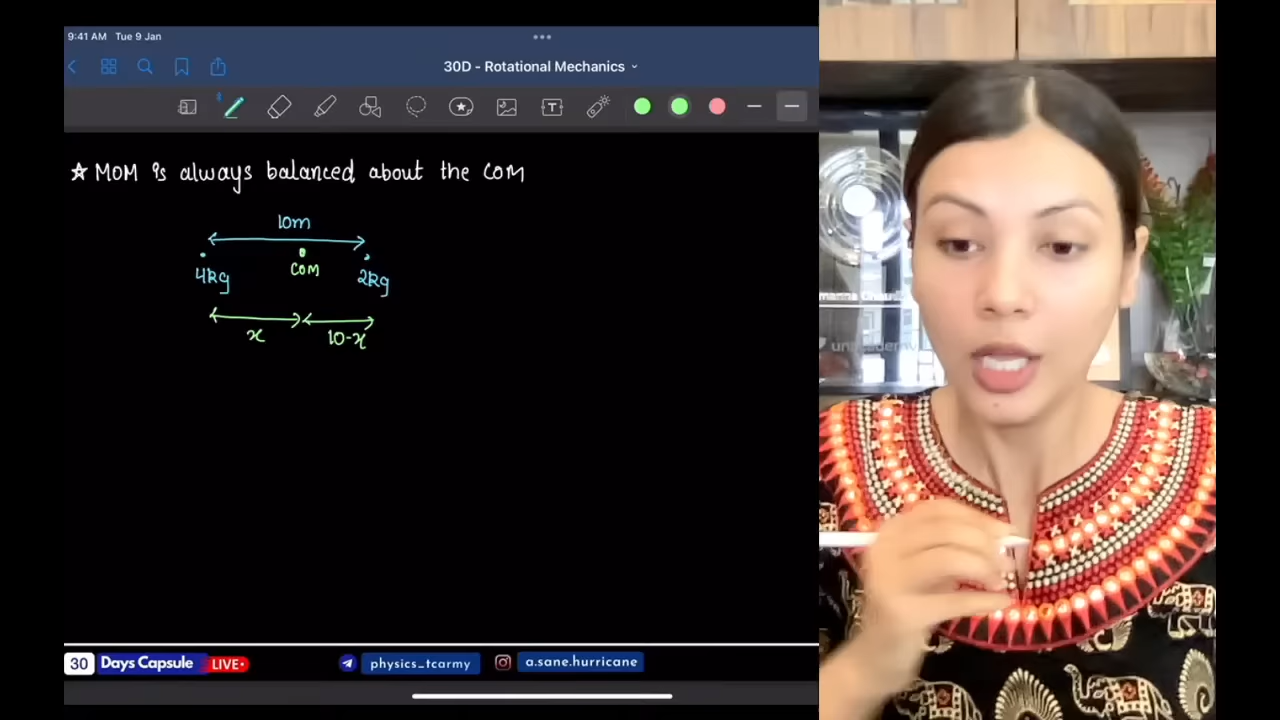 9:41 AM Tue 9 Jan
30D - Rotational Mechanics
★ MOM is always balanced about the COM
10m
4kg
COM
2kg
x
10-x
30 Days Capsule LIVE
physics_tcarmy
a.sane.hurricane